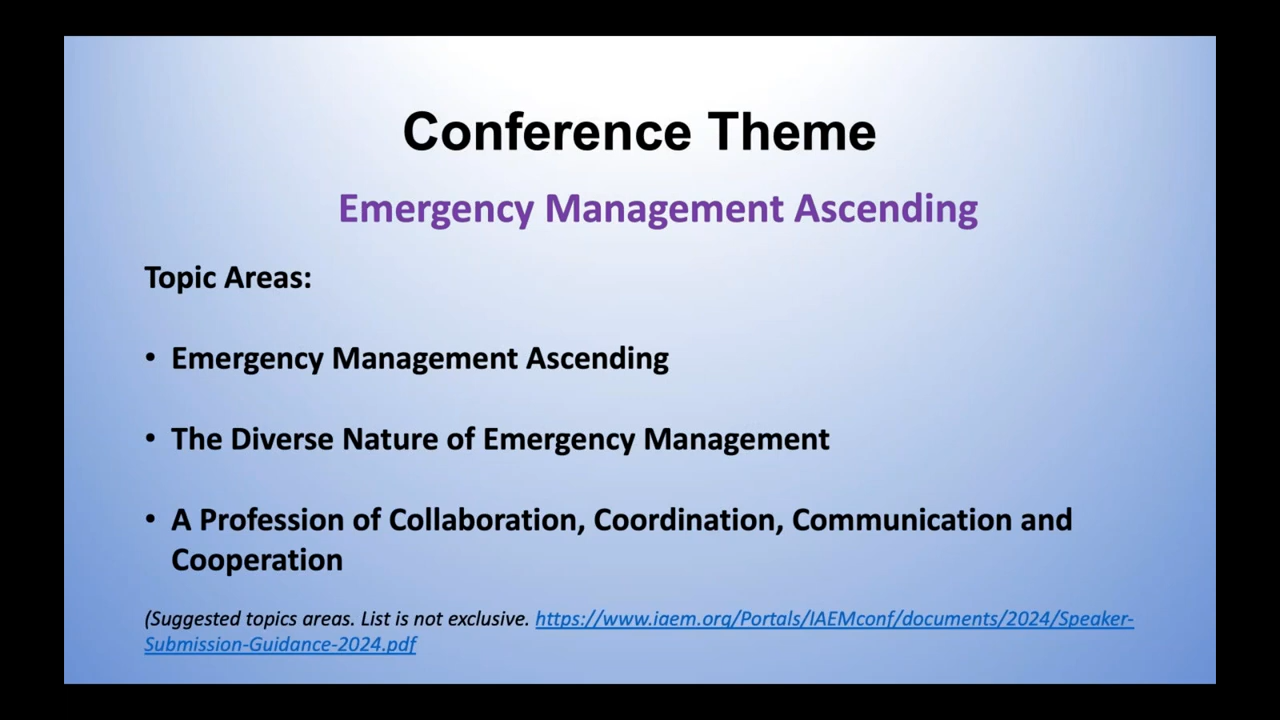 Conference Theme
Emergency Management Ascending
Topic Areas:
• Emergency Management Ascending
• The Diverse Nature of Emergency Management
• A Profession of Collaboration, Coordination, Communication and
Cooperation
(Suggested topics areas. List is not exclusive. https://www.iaem.org/Portals/IAEMconf/documents/2024/Speaker-
Submission-Guidance-2024.pdf